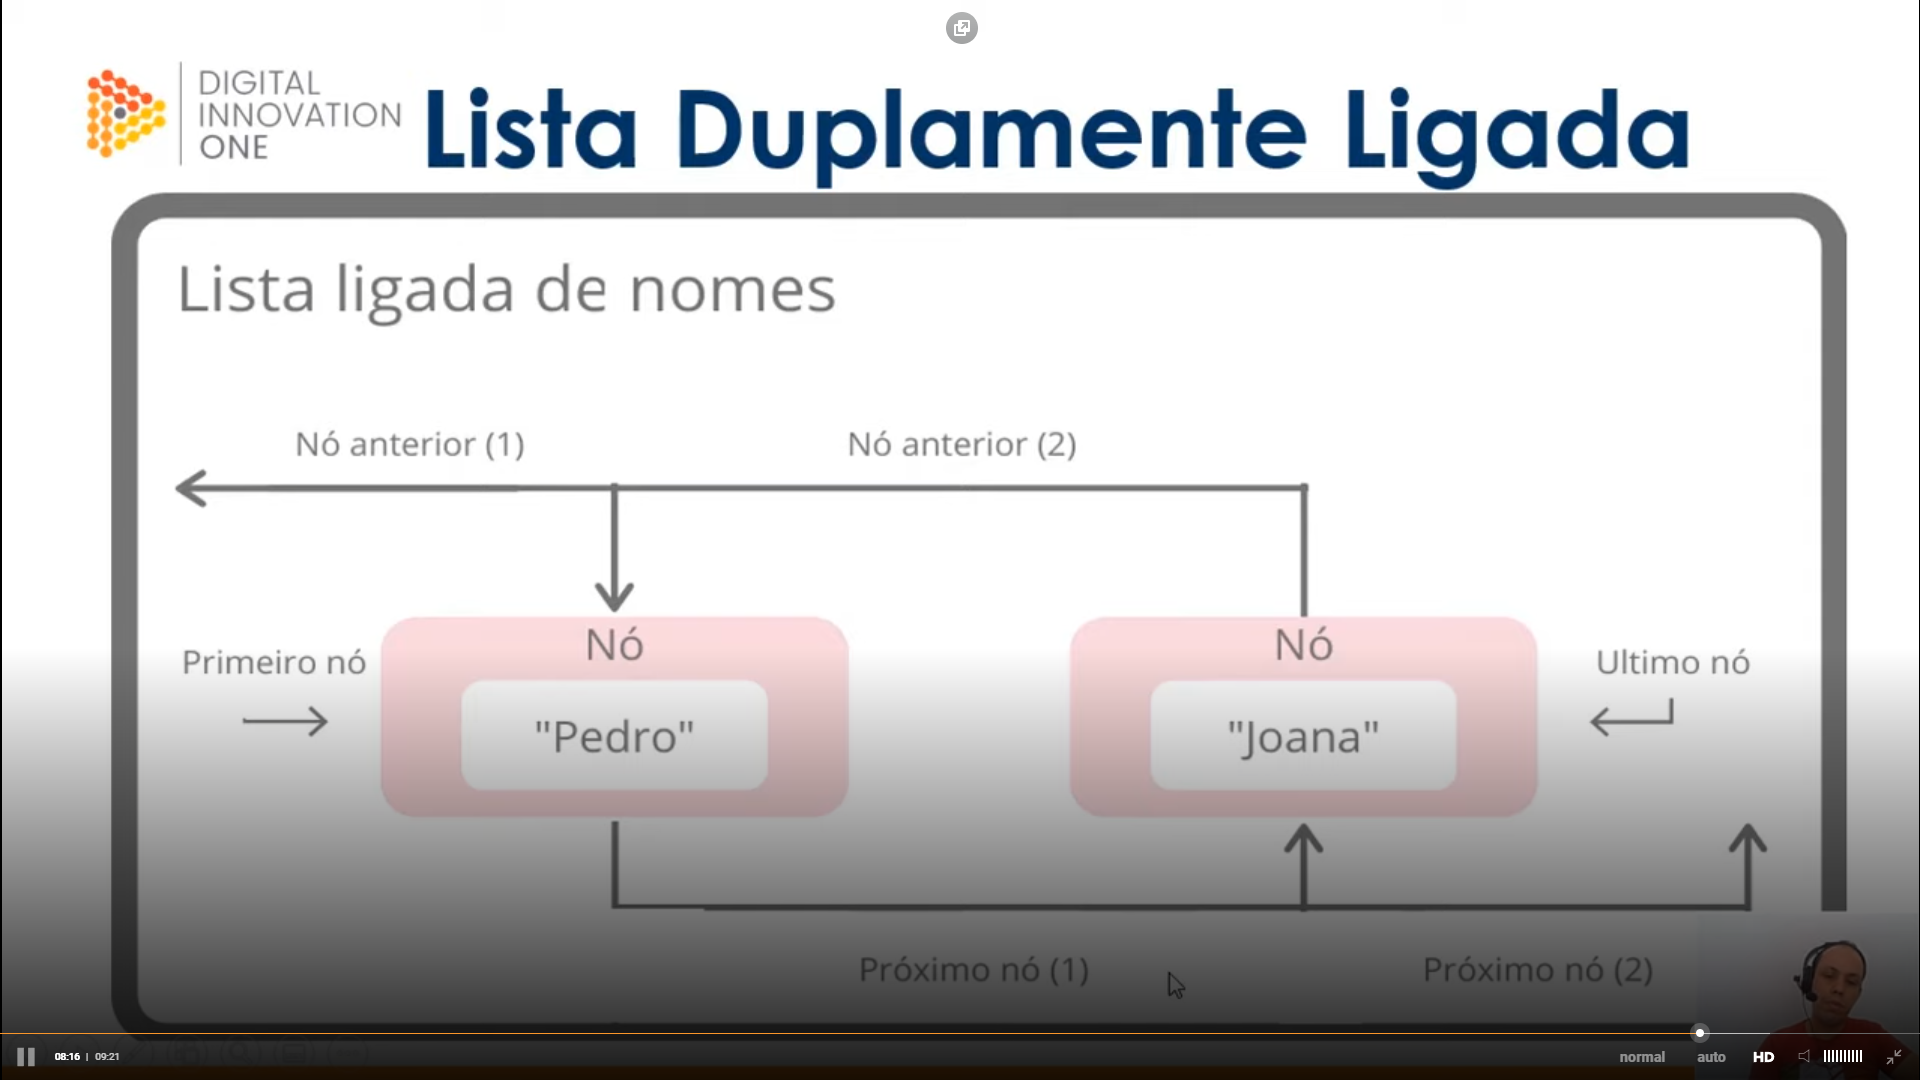 DIGITAL
INNOVATION
ONE
Lista Duplamente Ligada
Lista ligada de nomes
Nó anterior (1)
Nó anterior (2)
Primeiro nó
Nó
"Pedro"
Nó
"Joana"
Ultimo nó
Próximo nó (1)
Próximo nó (2)
08:16 | 09:21
normal
auto
HD